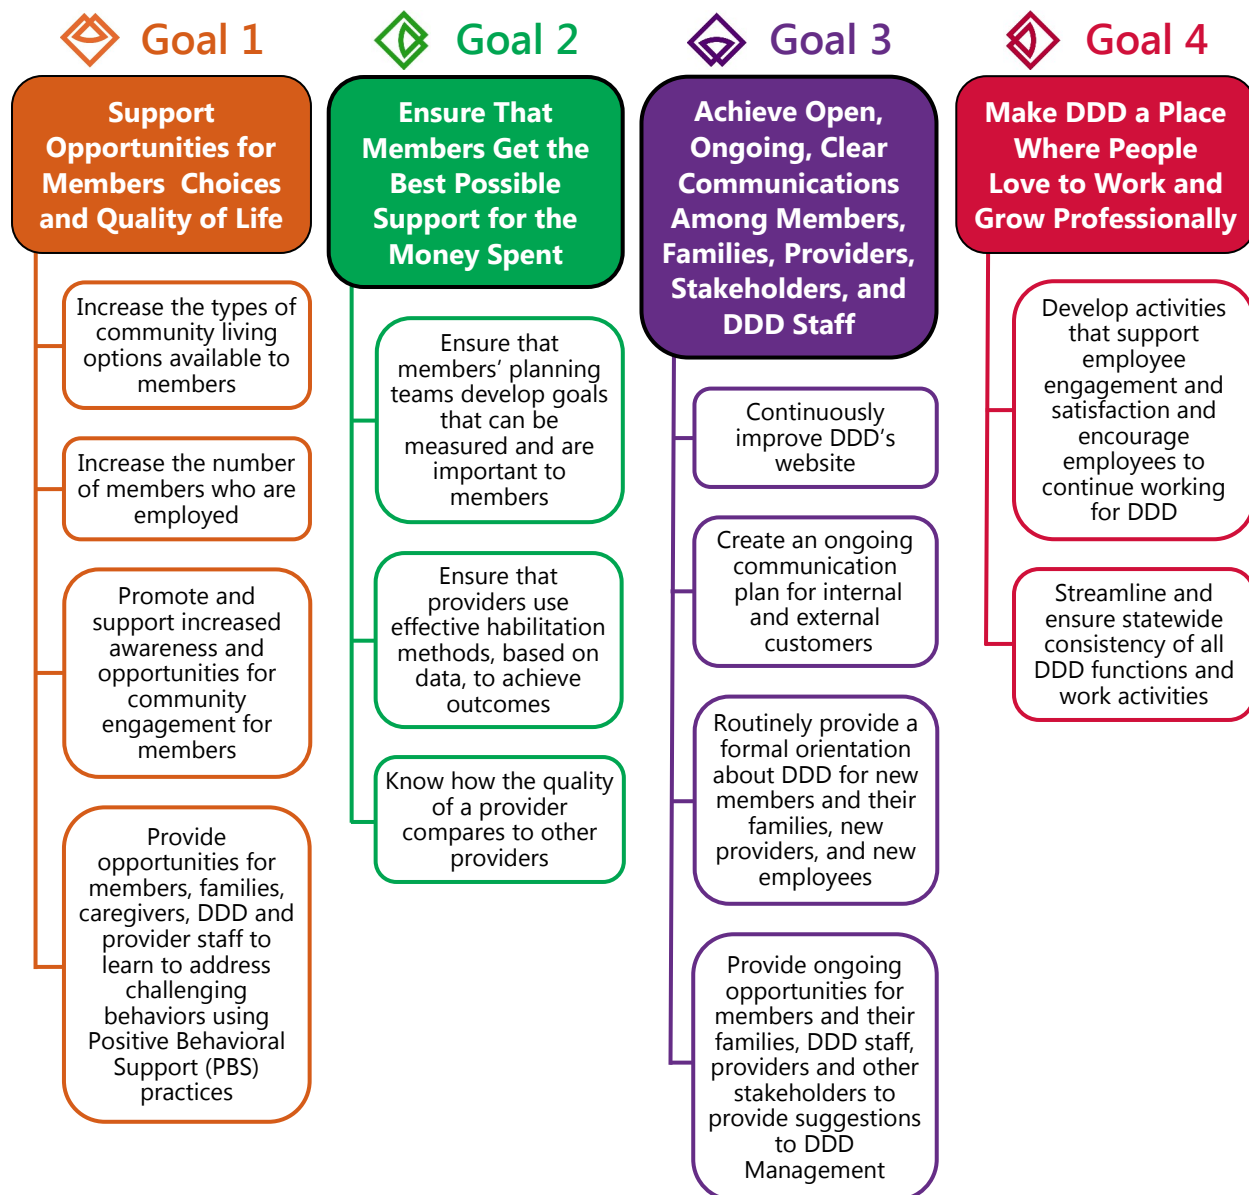 Goal 1
Support
Opportunities for
Members  Choices
and Quality of Life
Increase the types of
community living
options available to
members
Increase the number
of members who are
employed
Promote and
support increased
awareness and
opportunities for
community
engagement for
members
Provide
opportunities for
members, families,
caregivers, DDD and
provider staff to
learn to address
challenging
behaviors using
Positive Behavioral
Support (PBS)
practices
Goal 2
Ensure That
Members Get the
Best Possible
Support for the
Money Spent
Ensure that
members’ planning
teams develop goals
that can be
measured and are
important to
members
Ensure that
providers use
effective habilitation
methods, based on
data, to achieve
outcomes
Know how the quality
of a provider
compares to other
providers
Goal 3
Achieve Open,
Ongoing, Clear
Communications
Among Members,
Families, Providers,
Stakeholders, and
DDD Staff
Continuously
improve DDD’s
website
Create an ongoing
communication
plan for internal
and external
customers
Routinely provide a
formal orientation
about DDD for new
members and their
families, new
providers, and new
employees
Provide ongoing
opportunities for
members and their
families, DDD staff,
providers and other
stakeholders to
provide suggestions
to DDD
Management
Goal 4
Make DDD a Place
Where People
Love to Work and
Grow Professionally
Develop activities
that support
employee
engagement and
satisfaction and
encourage
employees to
continue working
for DDD
Streamline and
ensure statewide
consistency of all
DDD functions and
work activities